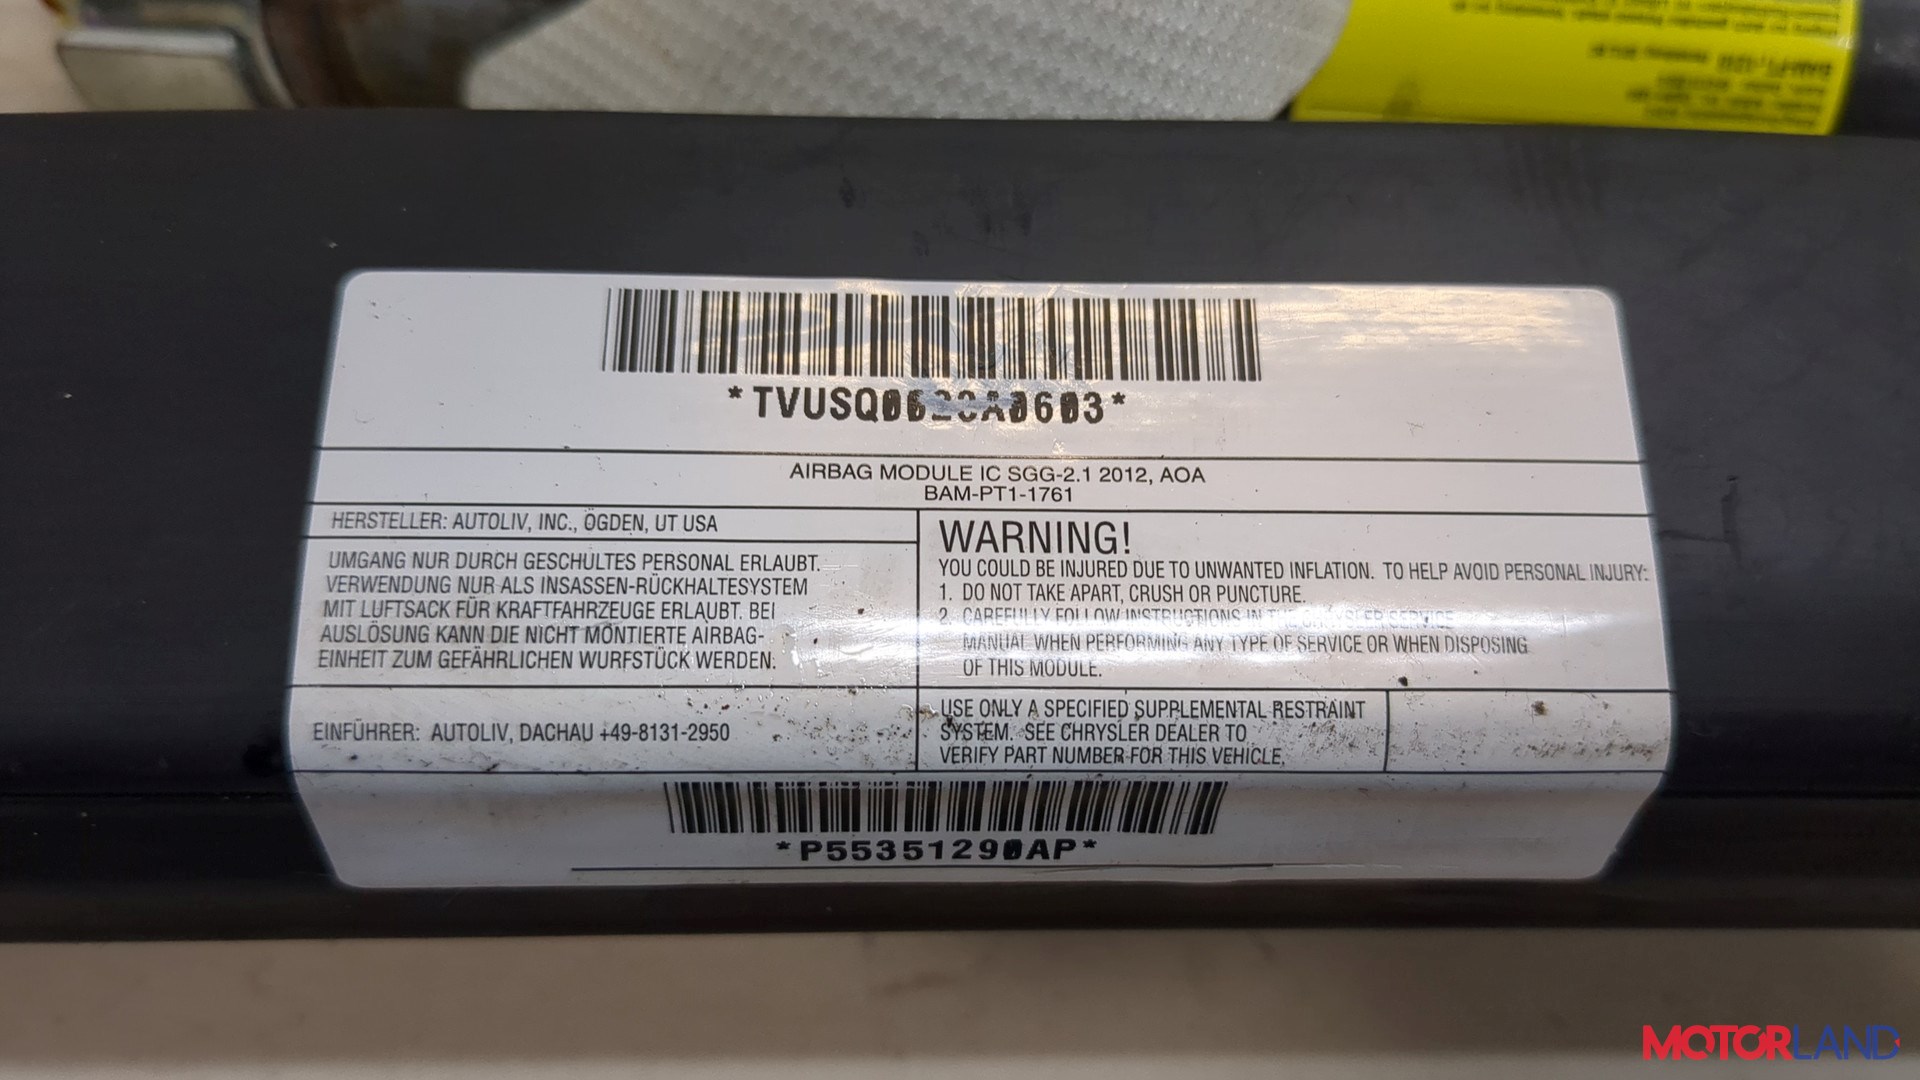 *TVUSQ0620A0603*
AIRBAG MODULE IC SGG-2.1 2012, AOA
BAM-PT1-1761
HERSTELLER: AUTOLIV, INC., OGDEN, UT USA
UMGANG NUR DURCH GESCHULTES PERSONAL ERLAUBT.
VERWENDUNG NUR ALS INSASSEN-RÜCKHALTESYSTEM
MIT LUFTSACK FÜR KRAFTFAHRZEUGE ERLAUBT. BEI
AUSLÖSUNG KANN DIE NICHT MONTIERTE AIRBAG-
EINHEIT ZUM GEFÄHRLICHEN WURFSTÜCK WERDEN.
EINFÜHRER: AUTOLIV, DACHAU +49-8131-2950
WARNING!
YOU COULD BE INJURED DUE TO UNWANTED INFLATION. TO HELP AVOID PERSONAL INJURY:
1. DO NOT TAKE APART, CRUSH OR PUNCTURE.
2. CAREFULLY FOLLOW INSTRUCTIONS IN THE CHRYSLER SERVICE
MANUAL WHEN PERFORMING ANY TYPE OF SERVICE OR WHEN DISPOSING
OF THIS MODULE.
USE ONLY A SPECIFIED SUPPLEMENTAL RESTRAINT
SYSTEM. SEE CHRYSLER DEALER TO
VERIFY PART NUMBER FOR THIS VEHICLE.
*P55351290AP*
MOTORLAND